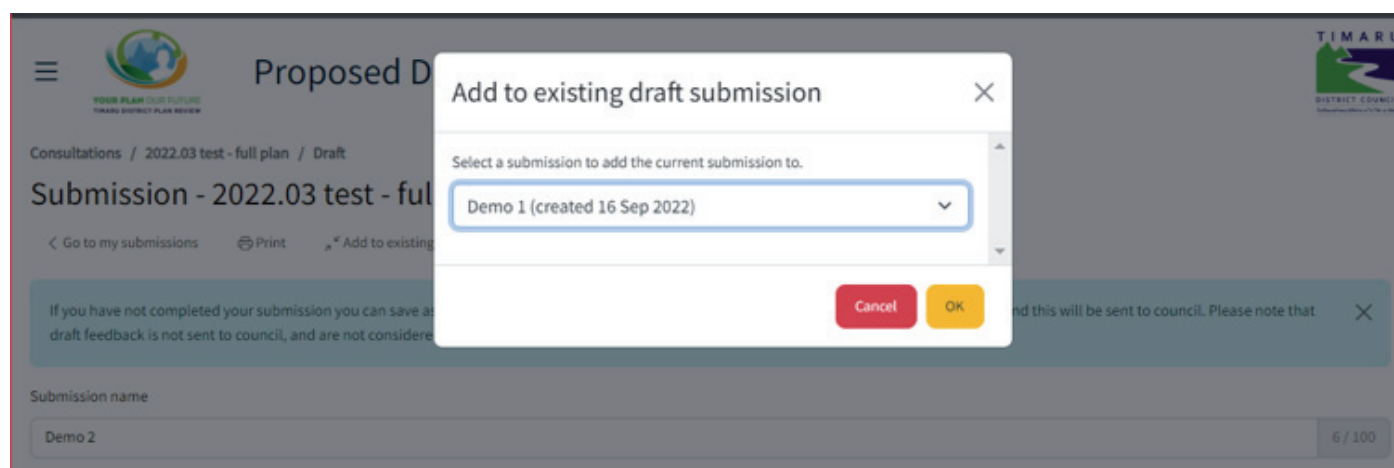 YOUR PLAN OUR FUTURE
TIMARU DISTRICT PLAN REVIEW
Proposed D
TIMARU
DISTRICT COUNCIL
Add to existing draft submission
Consultations / 2022.03 test - full plan / Draft
Select a submission to add the current submission to.
Submission - 2022.03 test - ful
Demo 1 (created 16 Sep 2022)
Go to my submissions Print Add to existing
Cancel OK
If you have not completed your submission you can save as
nd this will be sent to council. Please note that
draft feedback is not sent to council, and are not considere
Submission name
Demo 2
6 / 100